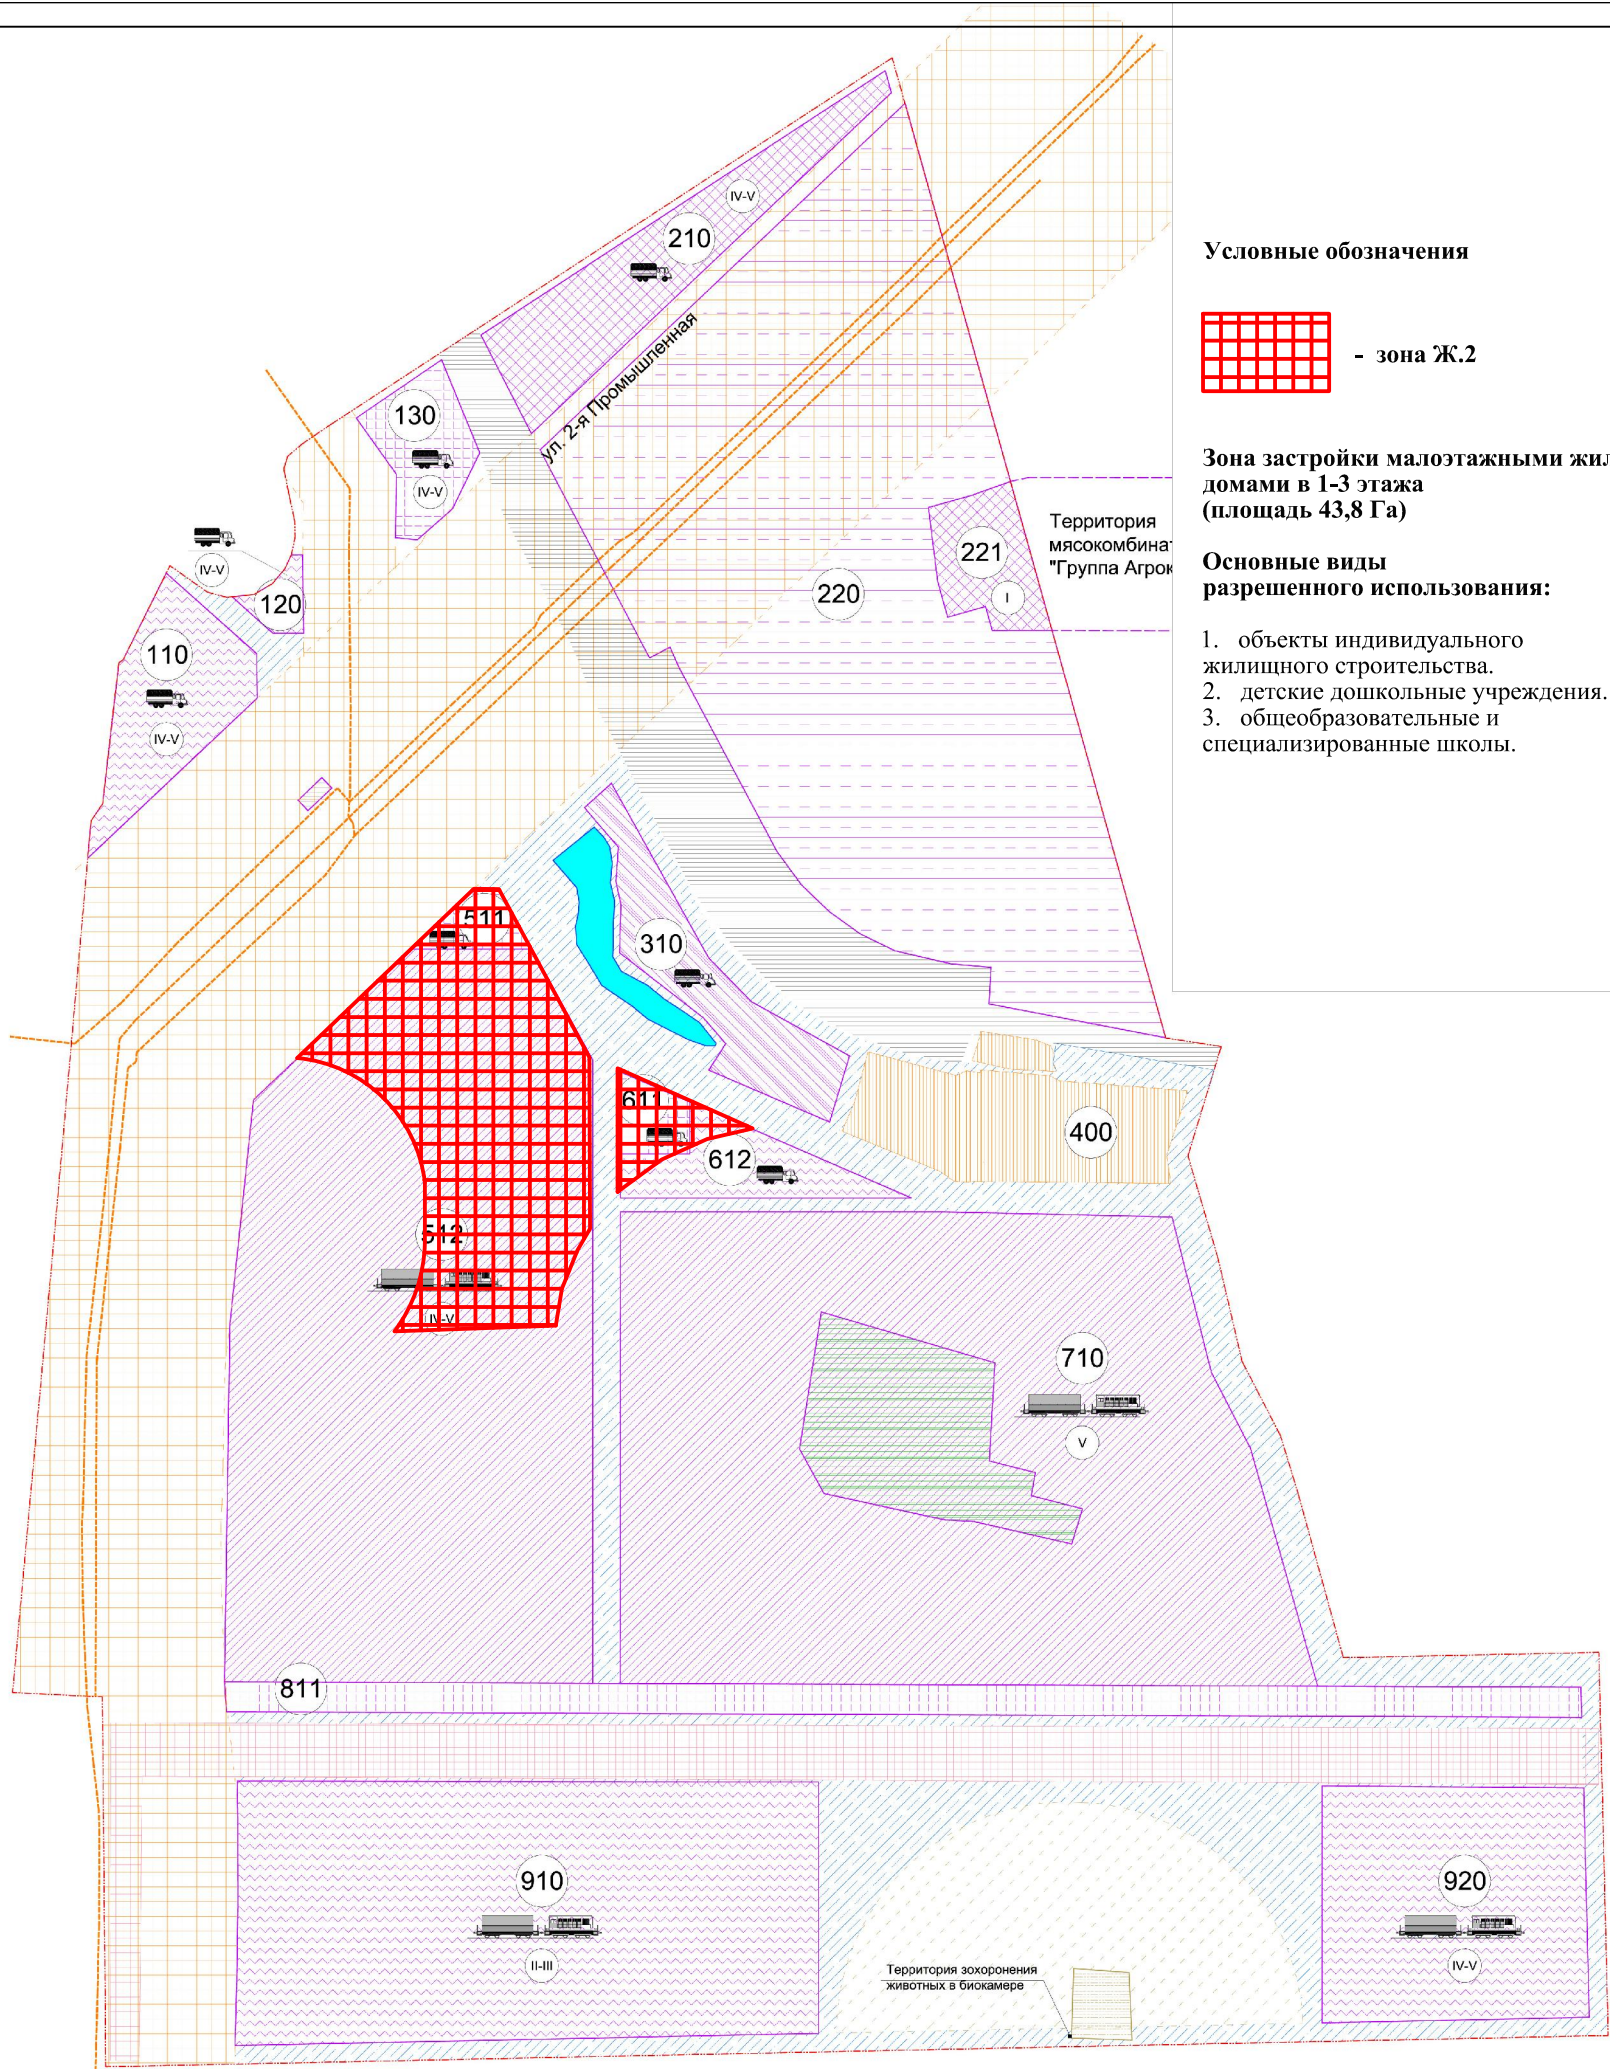 IV-V
210
ул. 2-я Промышленная
130
IV-V
IV-V
120
110
IV-V
220
221
I
Территория
мясокомбина
"Группа Агрок
511
310
611
612
400
512
IV-V
710
V
811
910
II-III
920
IV-V
Территория зохоронения
животных в биокамере
Условные обозначения
- зона Ж.2
Зона застройки малоэтажными жил
домами в 1-3 этажа
(площадь 43,8 Га)
Основные виды
разрешенного использования:
1. объекты индивидуального
жилищного строительства.
2. детские дошкольные учреждения.
3. общеобразовательные и
специализированные школы.